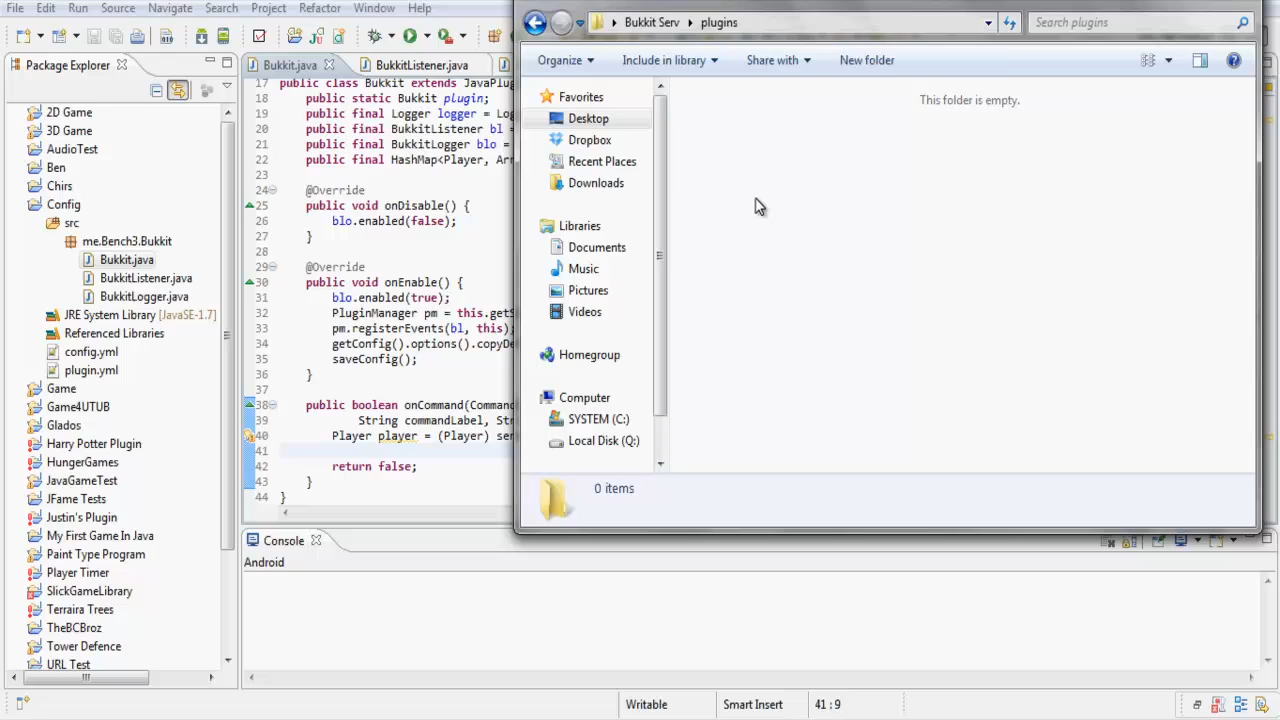 File Edit Run Source Navigate Search Project Refactor Window Help
Bukkit Serv plugins
Search plugins
Organize Include in library Share with New folder
Package Explorer
Bukkit.java BukkitListener.java
2D Game
3D Game
AudioTest
Ben
Chirs
Config
src
me.Bench3.Bukkit
Bukkit.java
BukkitListener.java
BukkitLogger.java
JRE System Library [JavaSE-1.7]
Referenced Libraries
config.yml
plugin.yml
Game
Game4UTUB
Glados
Harry Potter Plugin
HungerGames
JavaGameTest
JFame Tests
Justin's Plugin
My First Game In Java
Paint Type Program
Player Timer
SlickGameLibrary
Terraira Trees
TheBCBroz
Tower Defence
URL Test
17 public class Bukkit extends JavaPlu
18 public static Bukkit plugin;
19 public final Logger logger = Log
20 public final BukkitListener bl =
21 public final BukkitLogger blo =
22 public final HashMap<Player, Arr
23
24 @Override
25 public void onDisable() {
26 blo.enabled(false);
27 }
28
29 @Override
30 public void onEnable() {
31 blo.enabled(true);
32 PluginManager pm = this.getS
33 pm.registerEvents(bl, this);
34 getConfig().options().copyDe
35 saveConfig();
36 }
37
38 public boolean onCommand(Comman
39 String commandLabel, St
40 Player player = (Player) sen
41
42 return false;
43 }
44 }
Favorites
Desktop
Dropbox
Recent Places
Downloads
Libraries
Documents
Music
Pictures
Videos
Homegroup
Computer
SYSTEM (C:)
Local Disk (Q:)
This folder is empty.
0 items
Console
Android
Writable Smart Insert 41 : 9